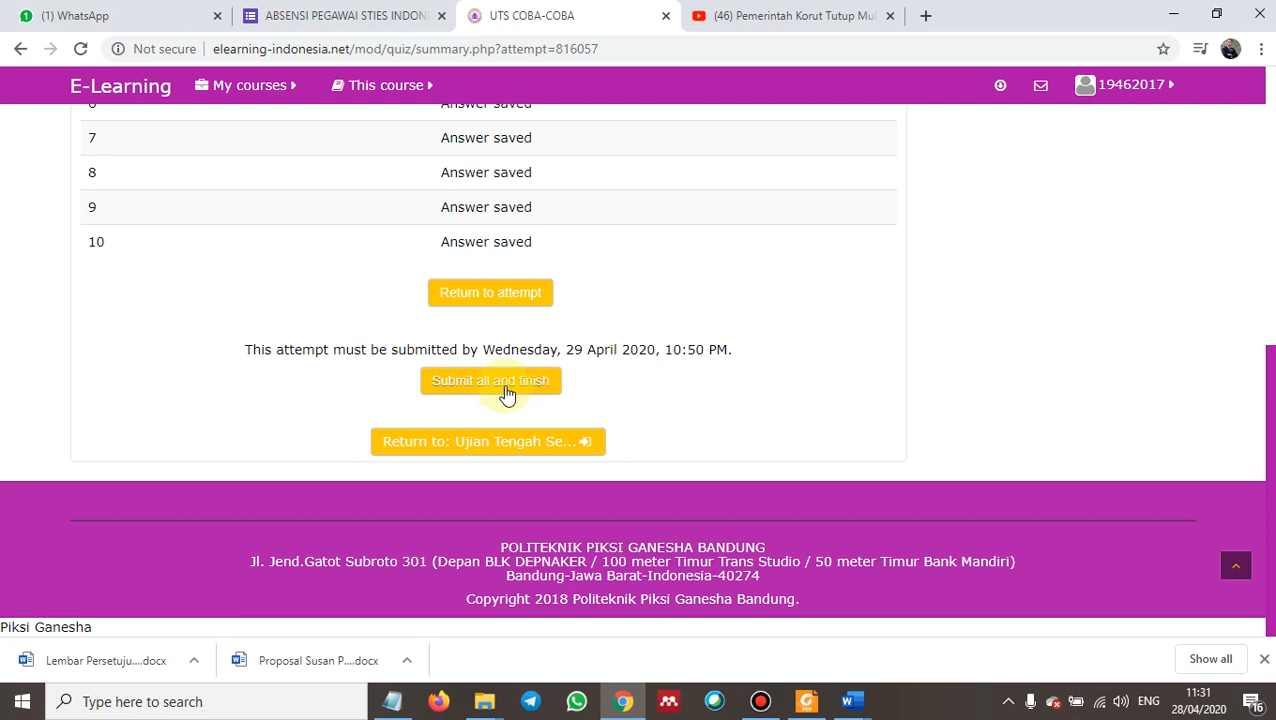 (1) WhatsApp
ABSENSI PEGAWAI STIES INDON
UTS COBA-COBA
(46) Pemerintah Korut Tutup Mul
Not secure elearning-indonesia.net/mod/quiz/summary.php?attempt=816057
E-Learning My courses This course 19462017
6 Answer saved
7 Answer saved
8 Answer saved
9 Answer saved
10 Answer saved
Return to attempt
This attempt must be submitted by Wednesday, 29 April 2020, 10:50 PM.
Submit all and finish
Return to: Ujian Tengah Se...
POLITEKNIK PIKSI GANESHA BANDUNG
Jl. Jend.Gatot Subroto 301 (Depan BLK DEPNAKER / 100 meter Timur Trans Studio / 50 meter Timur Bank Mandiri)
Bandung-Jawa Barat-Indonesia-40274
Copyright 2018 Politeknik Piksi Ganesha Bandung.
Piksi Ganesha
Lembar Persetuju....docx
Proposal Susan P....docx
Show all
Type here to search
ENG
11:31
28/04/2020
16